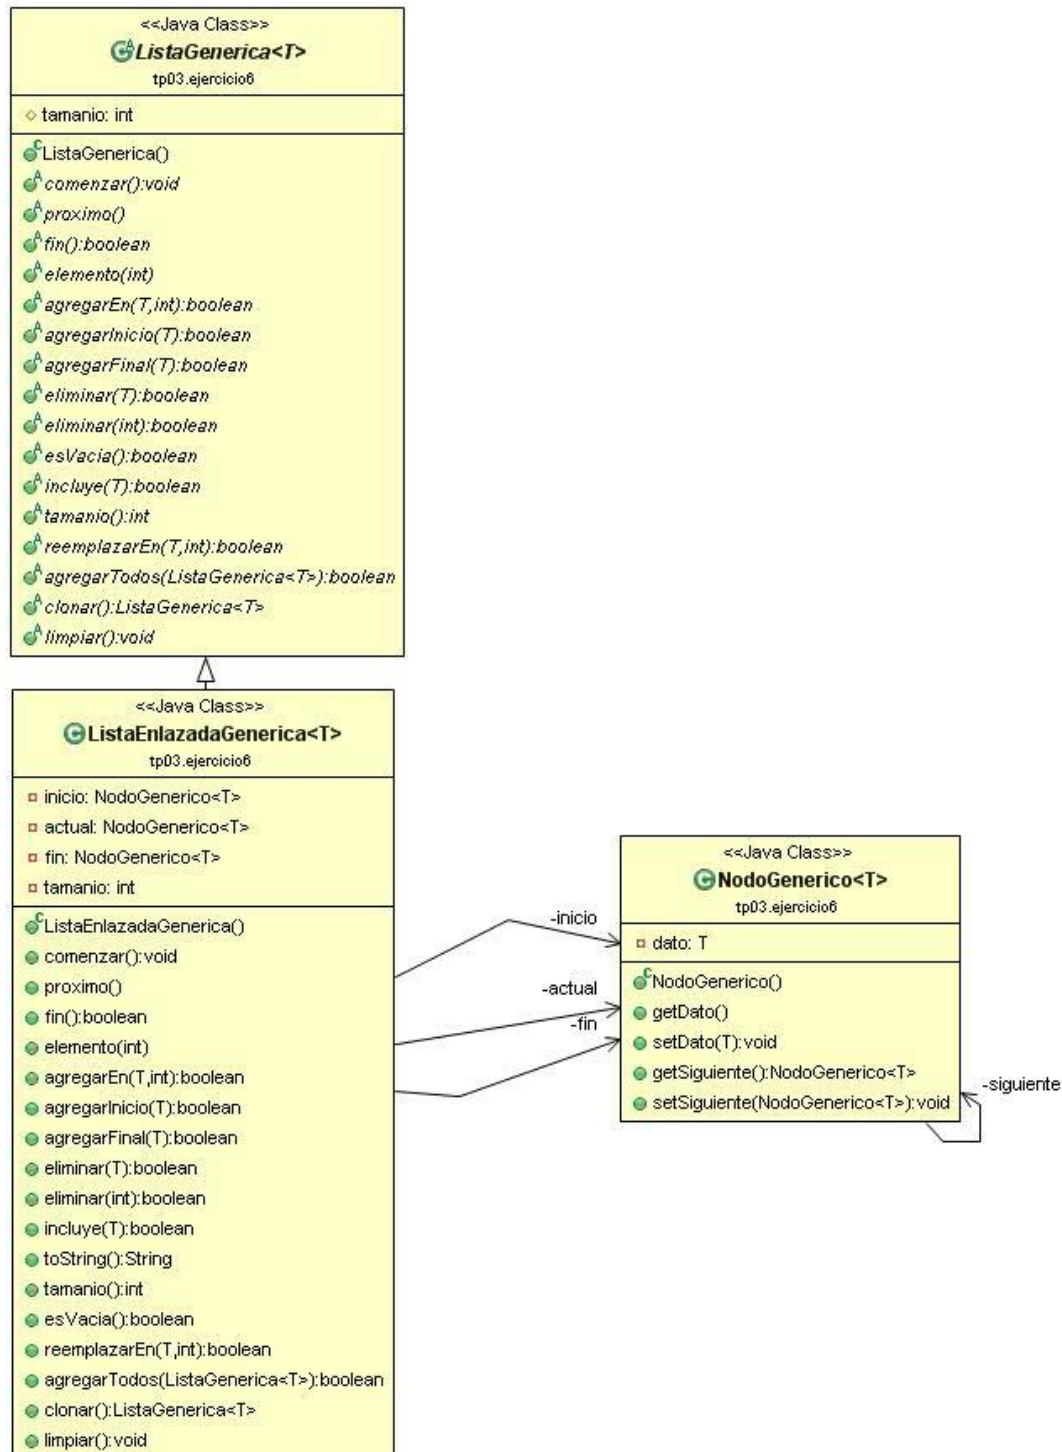 <<Java Class>>
ListaGenerica<T>
tp03.ejercicio6
tamanio: int
ListaGenerica()
comenzar():void
proximo()
fin():boolean
elemento(int)
agregarEn(T,int):boolean
agregarInicio(T):boolean
agregarFinal(T):boolean
eliminar(T):boolean
eliminar(int):boolean
esVacia():boolean
incluye(T):boolean
tamanio():int
reemplazarEn(T,int):boolean
agregarTodos(ListaGenerica<T>):boolean
clonar():ListaGenerica<T>
limpiar():void
<<Java Class>>
ListaEnlazadaGenerica<T>
tp03.ejercicio6
inicio: NodoGenerico<T>
actual: NodoGenerico<T>
fin: NodoGenerico<T>
tamanio: int
ListaEnlazadaGenerica()
comenzar():void
proximo()
fin():boolean
elemento(int)
agregarEn(T,int):boolean
agregarInicio(T):boolean
agregarFinal(T):boolean
eliminar(T):boolean
eliminar(int):boolean
incluye(T):boolean
toString():String
tamanio():int
esVacia():boolean
reemplazarEn(T,int):boolean
agregarTodos(ListaGenerica<T>):boolean
clonar():ListaGenerica<T>
limpiar():void
-inicio
-actual
-fin
<<Java Class>>
NodoGenerico<T>
tp03.ejercicio6
dato: T
NodoGenerico()
getDato()
setDato(T):void
getSiguiente():NodoGenerico<T>
setSiguiente(NodoGenerico<T>):void
-siguiente